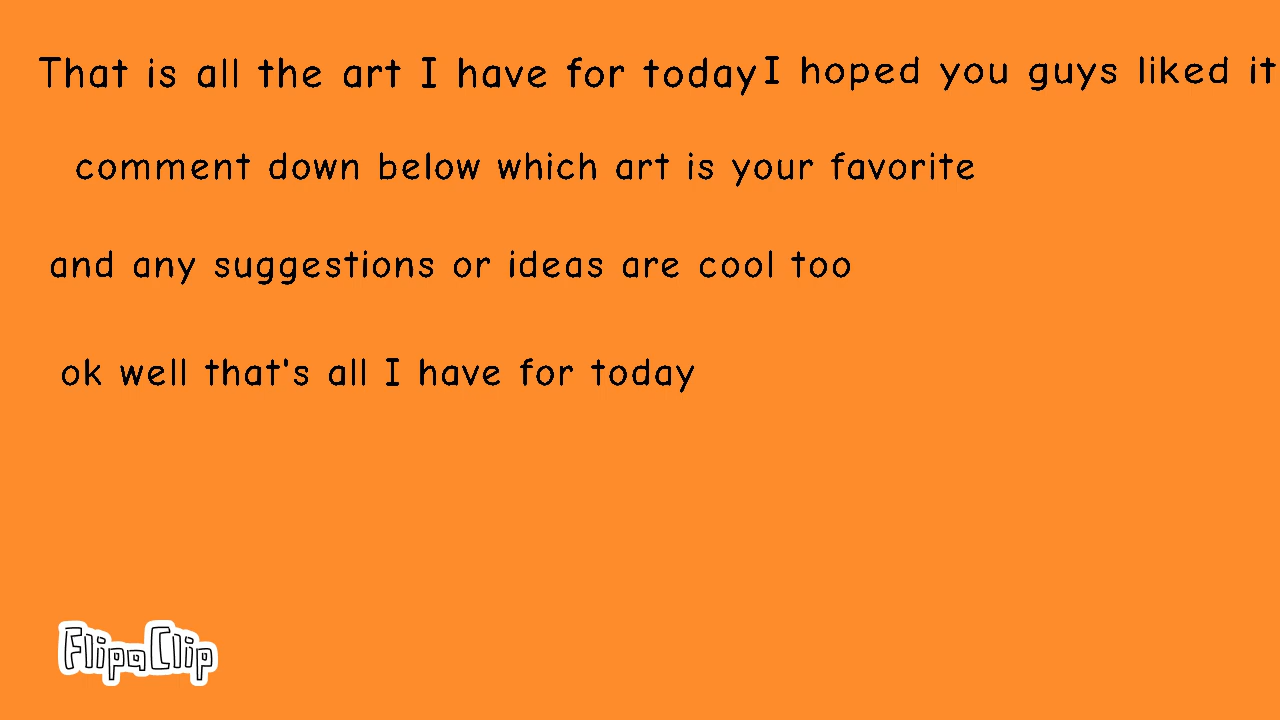 That is all the art I have for today I hoped you guys liked it
comment down below which art is your favorite
and any suggestions or ideas are cool too
ok well that's all I have for today
FlipaClip